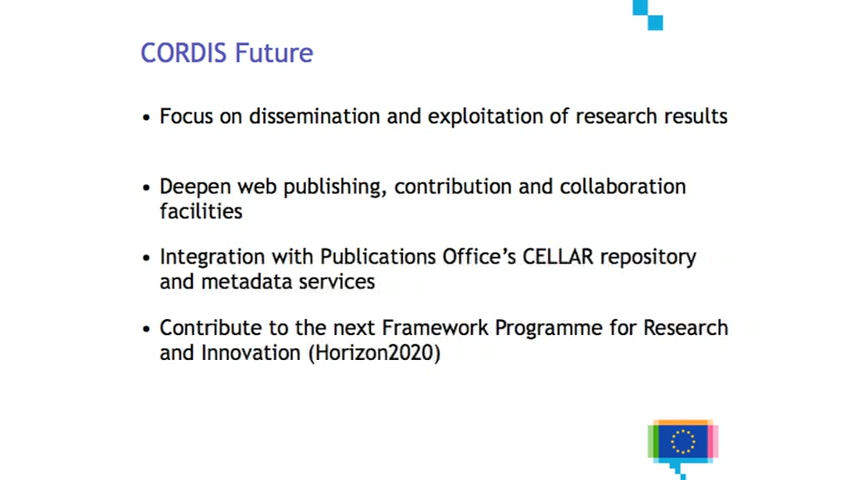 CORDIS Future
• Focus on dissemination and exploitation of research results
• Deepen web publishing, contribution and collaboration
facilities
• Integration with Publications Office’s CELLAR repository
and metadata services
• Contribute to the next Framework Programme for Research
and Innovation (Horizon2020)